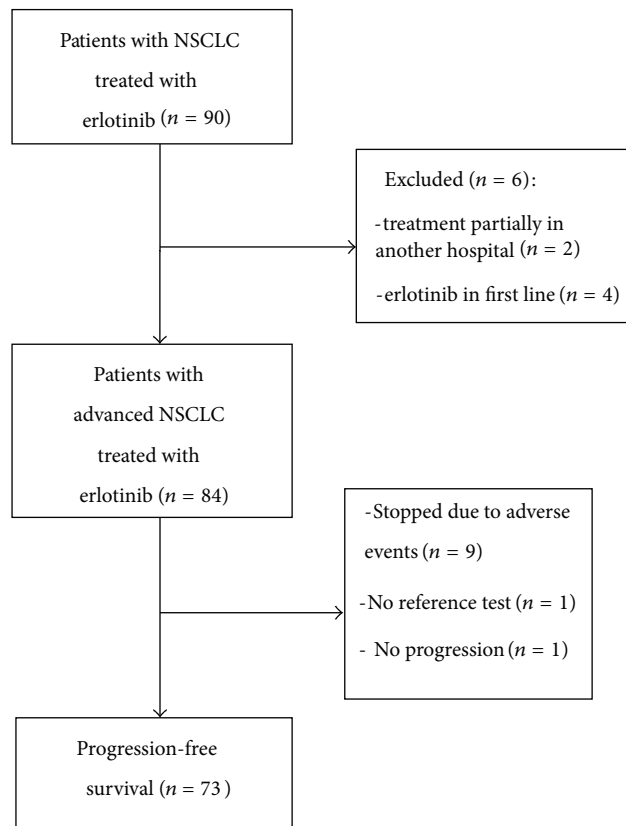 Patients with NSCLC
treated with
erlotinib (n = 90)
Excluded (n = 6):
-treatment partially in
another hospital (n = 2)
-erlotinib in first line (n = 4)
Patients with
advanced NSCLC
treated with
erlotinib (n = 84)
-Stopped due to adverse
events (n = 9)
-No reference test (n = 1)
- No progression (n = 1)
Progression-free
survival (n = 73)